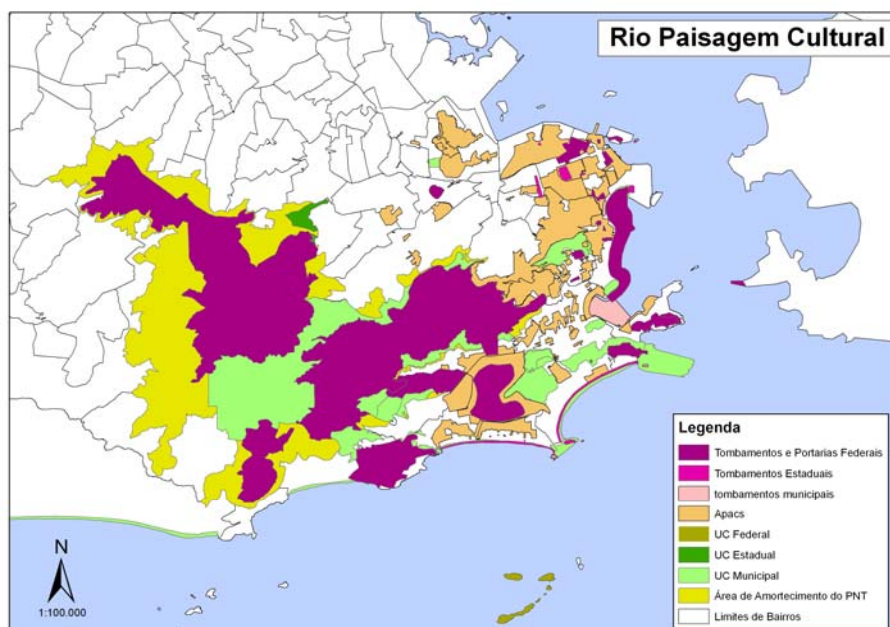 Rio Paisagem Cultural
Legenda
Tombamentos e Portarias Federais
Tombamentos Estaduais
tombamentos municipais
Apacs
UC Federal
UC Estadual
UC Municipal
Área de Amortecimento do PNT
Limites de Bairros
N
1:100.000